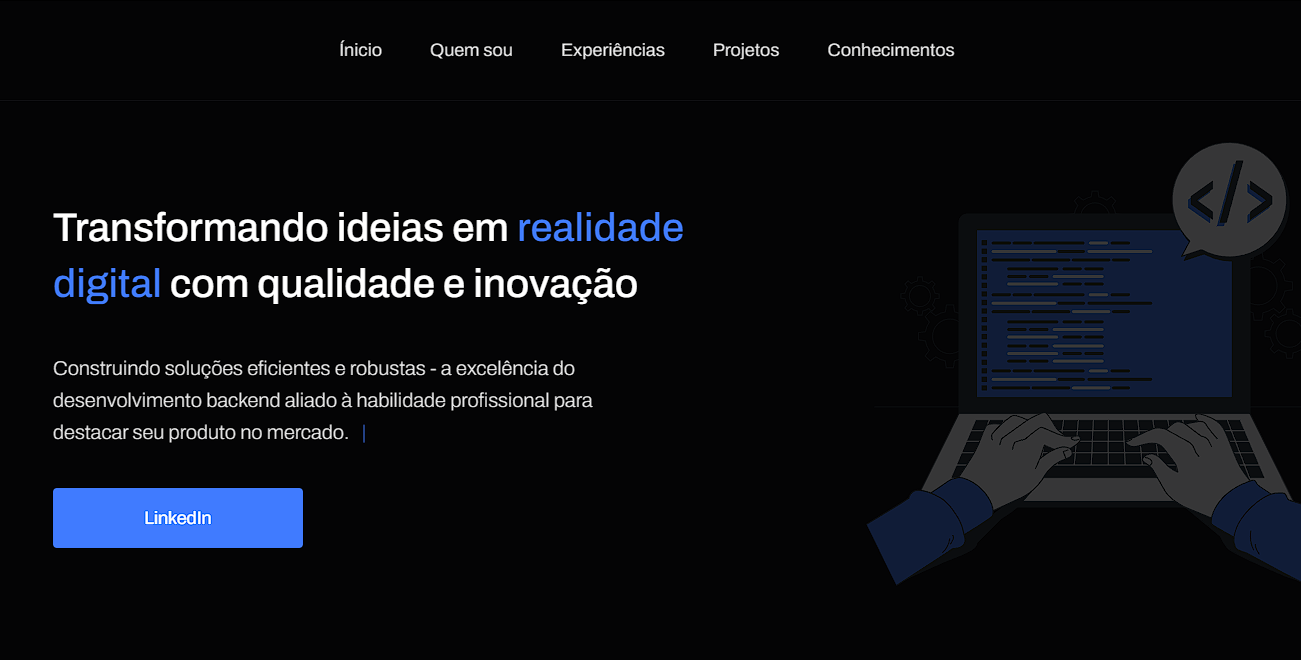 Ínicio Quem sou Experiências Projetos Conhecimentos
</>
Transformando ideias em realidade
digital com qualidade e inovação
Construindo soluções eficientes e robustas - a excelência do
desenvolvimento backend aliado à habilidade profissional para
destacar seu produto no mercado. |
LinkedIn